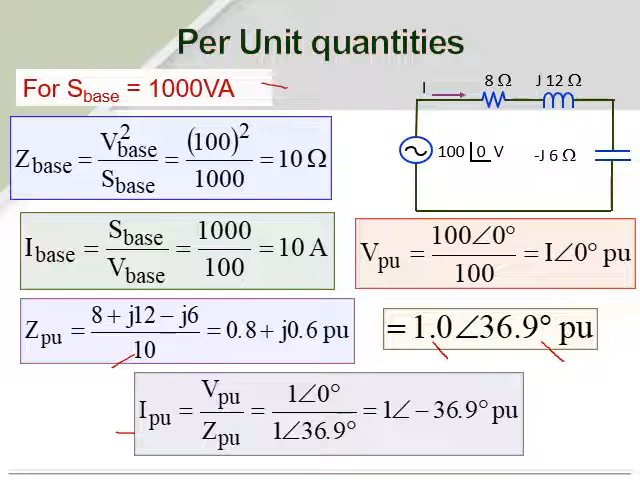 Per Unit quantities
For S_base = 1000VA
I
8 Ω
J 12 Ω
100 |0 V
-J 6 Ω
Z_base = V²_base / S_base = (100)² / 1000 = 10 Ω
I_base = S_base / V_base = 1000 / 100 = 10 A
V_pu = 100∠0° / 100 = I∠0° pu
Z_pu = 8 + j12 − j6 / 10 = 0.8 + j0.6 pu
= 1.0∠36.9° pu
I_pu = V_pu / Z_pu = 1∠0° / 1∠36.9° = 1∠ − 36.9° pu